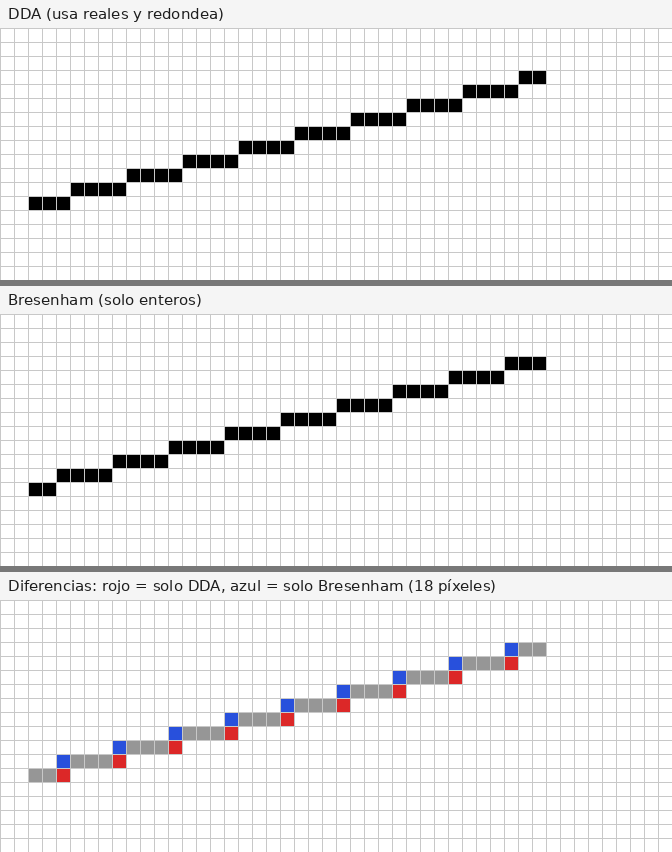 DDA (usa reales y redondea)
Bresenham (solo enteros)
Diferencias: rojo = solo DDA, azul = solo Bresenham (18 píxeles)